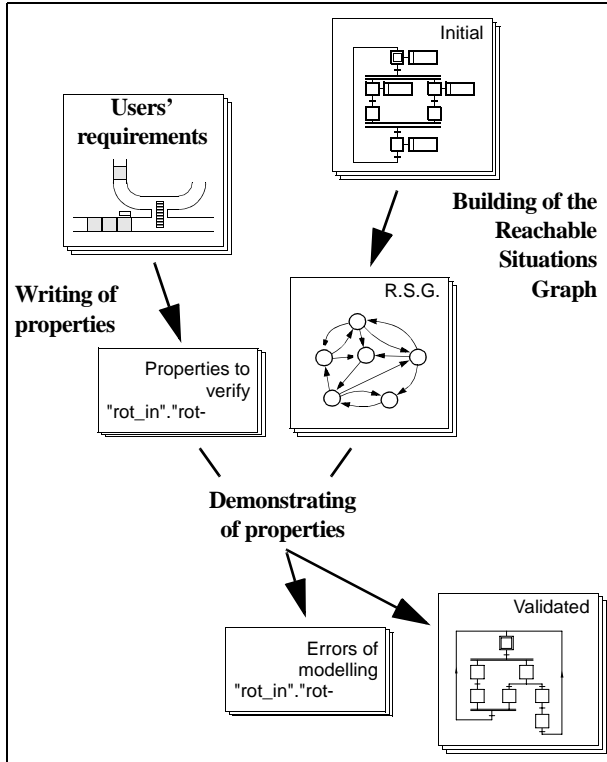 Initial
Users'
requirements
Building of the
Reachable
Situations
Graph
Writing of
properties
R.S.G.
Properties to
verify
"rot_in"."rot-
Demonstrating
of properties
Errors of
modelling
"rot_in"."rot-
Validated